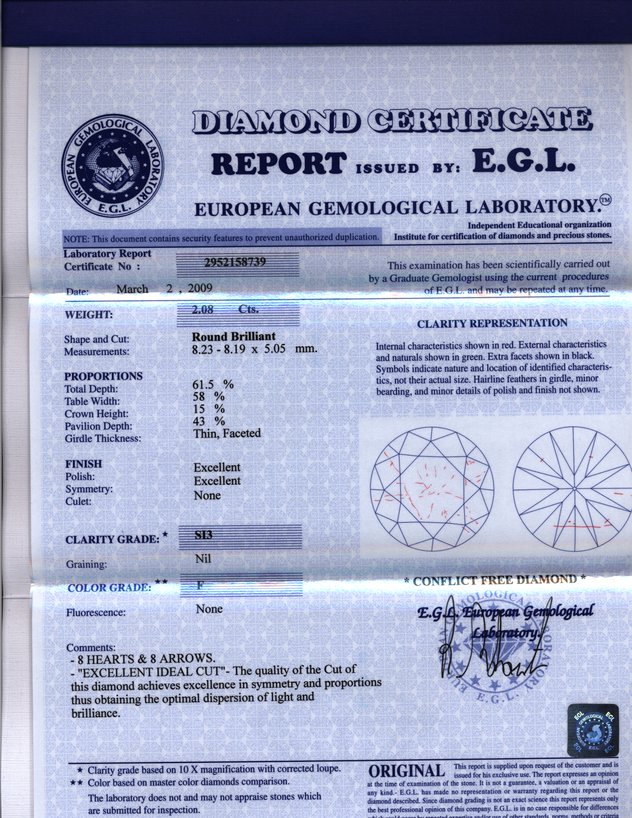 DIAMOND CERTIFICATE
REPORT ISSUED BY: E.G.L.
EUROPEAN GEMOLOGICAL LABORATORY.™
EUROPEAN GEMOLOGICAL LABORATORY
E.G.L.
Independent Educational organization
Institute for certification of diamonds and precious stones.
NOTE: This document contains security features to prevent unauthorized duplication.
Laboratory Report
Certificate No : 2952158739
Date: March 2 , 2009
This examination has been scientifically carried out
by a Graduate Gemologist using the current procedures
of E.G.L. and may be repeated at any time.
WEIGHT: 2.08 Cts.
Shape and Cut: Round Brilliant
Measurements: 8.23 - 8.19 x 5.05 mm.
PROPORTIONS
Total Depth: 61.5 %
Table Width: 58 %
Crown Height: 15 %
Pavilion Depth: 43 %
Girdle Thickness: Thin, Faceted
FINISH
Polish: Excellent
Symmetry: Excellent
Culet: None
CLARITY GRADE: * SI3
Graining: Nil
COLOR GRADE: ** F
Fluorescence: None
CLARITY REPRESENTATION
Internal characteristics shown in red. External characteristics
and naturals shown in green. Extra facets shown in black.
Symbols indicate nature and location of identified characteris-
tics, not their actual size. Hairline feathers in girdle, minor
bearding, and minor details of polish and finish not shown.
* CONFLICT FREE DIAMOND *
E.G.L. European Gemological
Laboratory.
E.G.L.
Comments:
- 8 HEARTS & 8 ARROWS.
- "EXCELLENT IDEAL CUT"- The quality of the Cut of
this diamond achieves excellence in symmetry and proportions
thus obtaining the optimal dispersion of light and
brilliance.
EGL EGL
E.G.L.
EGL EGL
★ Clarity grade based on 10 X magnification with corrected loupe.
★★ Color based on master color diamonds comparison.
The laboratory does not and may not appraise stones which
are submitted for inspection.
ORIGINAL This report is supplied upon request of the customer and is
issued for his exclusive use. The report expresses an opinion
at the time of examination of the stone. It is not a guarantee, a valuation or an appraisal of
any kind.- E.G.L. has made no representation or warranty regarding this report or the
diamond described. Since diamond grading is not an exact science this report represents only
the best professional opinion of this company. E.G.L. is in no case responsible for differences